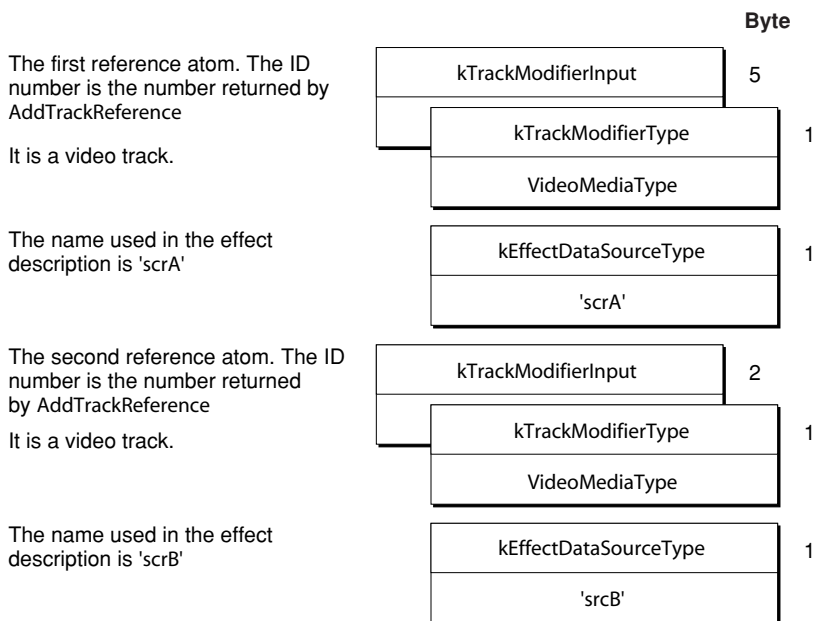 Byte
The first reference atom. The ID
number is the number returned by
AddTrackReference
kTrackModifierInput
5
It is a video track.
kTrackModifierType
1
VideoMediaType
The name used in the effect
description is 'scrA'
kEffectDataSourceType
1
'scrA'
The second reference atom. The ID
number is the number returned
by AddTrackReference
kTrackModifierInput
2
It is a video track.
kTrackModifierType
1
VideoMediaType
The name used in the effect
description is 'scrB'
kEffectDataSourceType
1
'srcB'